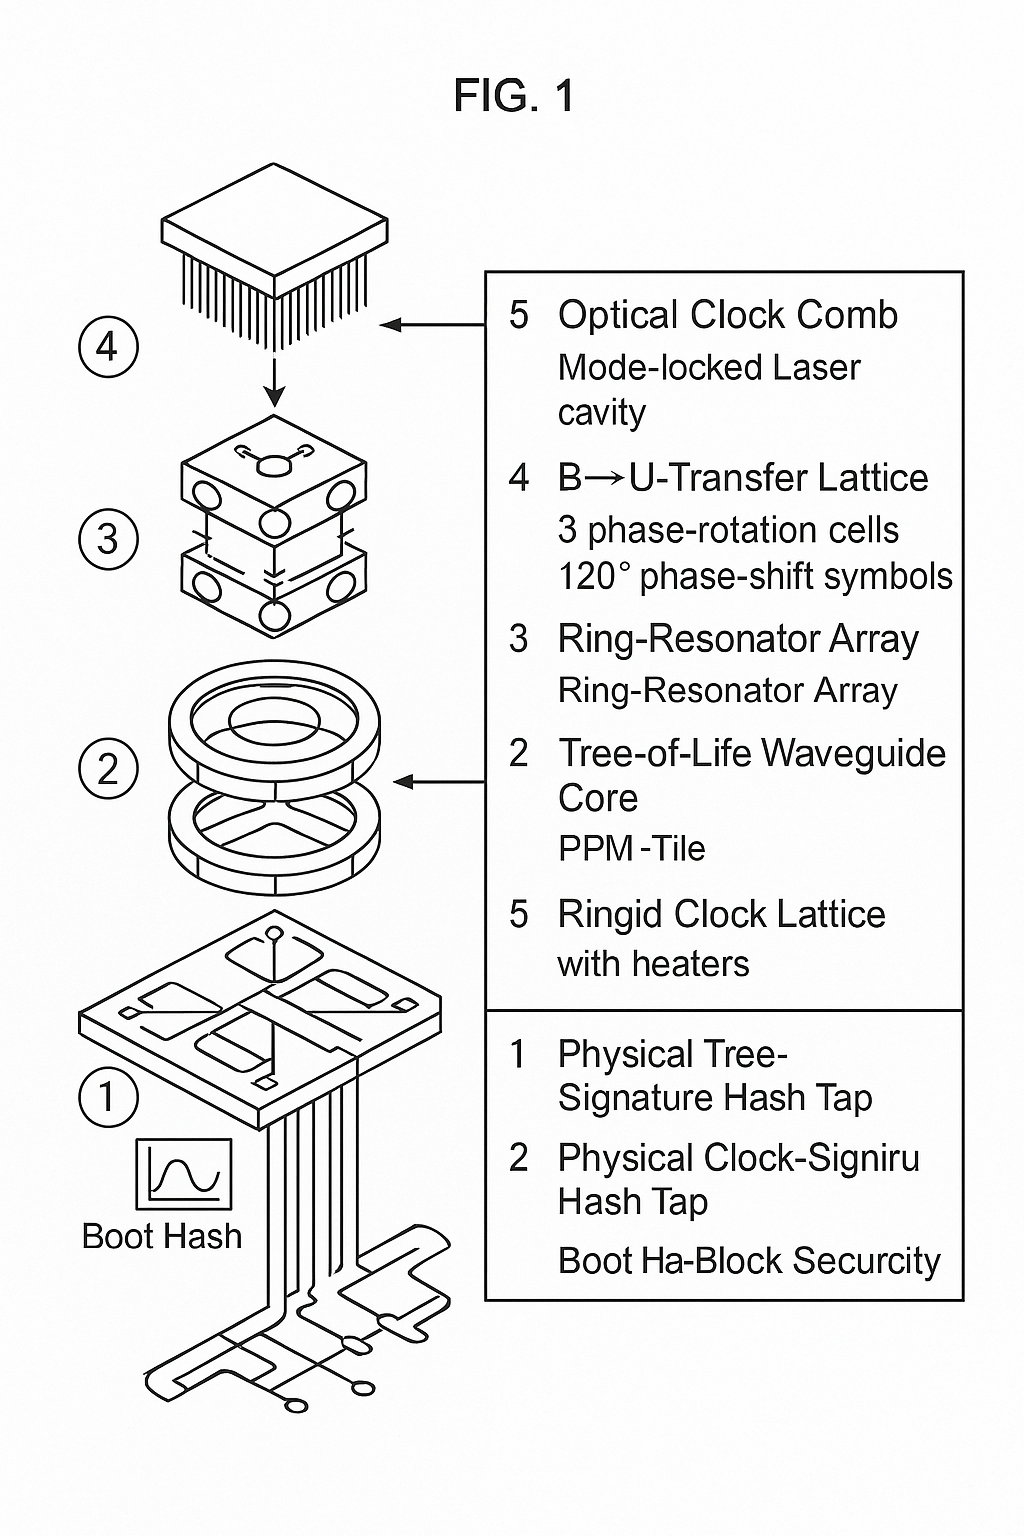 FIG. 1
4
3
2
1
Boot Hash
5 Optical Clock Comb
Mode-locked Laser
cavity
4 B→U-Transfer Lattice
3 phase-rotation cells
120° phase-shift symbols
3 Ring-Resonator Array
Ring-Resonator Array
2 Tree-of-Life Waveguide
Core
PPM-Tile
5 Ringid Clock Lattice
with heaters
1 Physical Tree-
Signature Hash Tap
2 Physical Clock-Signiru
Hash Tap
Boot Ha-Block Securcity